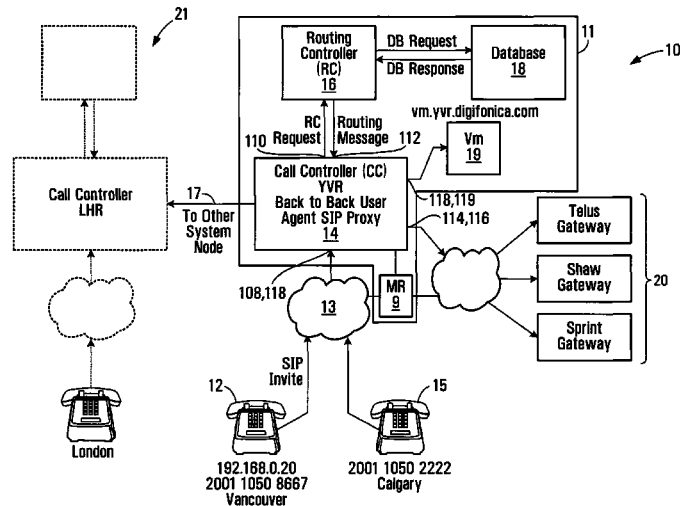 21
11
10
Routing
Controller
(RC)
16
DB Request
DB Response
Database
18
vm.yvr.digifonica.com
110
RC
Request
Routing
Message
112
Vm
19
Call Controller
LHR
17
To Other
System
Node
Call Controller (CC)
YVR
Back to Back User
Agent SIP Proxy
14
118,119
114,116
Telus
Gateway
Shaw
Gateway
Sprint
Gateway
20
108,118
13
MR
9
SIP
Invite
12
15
London
192.168.0.20
2001 1050 8667
Vancouver
2001 1050 2222
Calgary